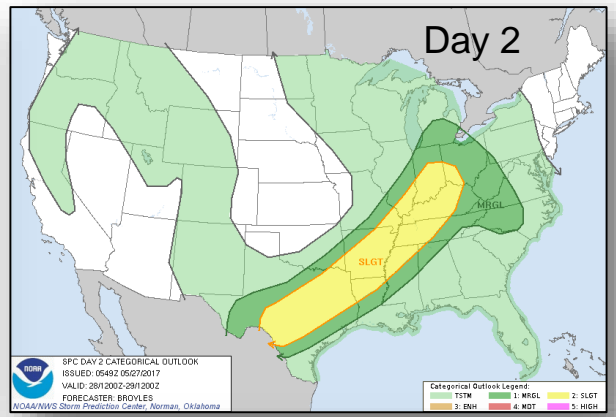 Day 2
MRGL
SLGT
NOAA
SPC DAY 2 CATEGORICAL OUTLOOK
ISSUED: 0549Z 05/27/2017
VALID: 28/1200Z-29/1200Z
FORECASTER: BROYLES
NOAA/NWS Storm Prediction Center, Norman, Oklahoma
Categorical Outlook Legend:
TSTM 1: MRGL 2: SLGT
3: ENH 4: MDT 5: HIGH